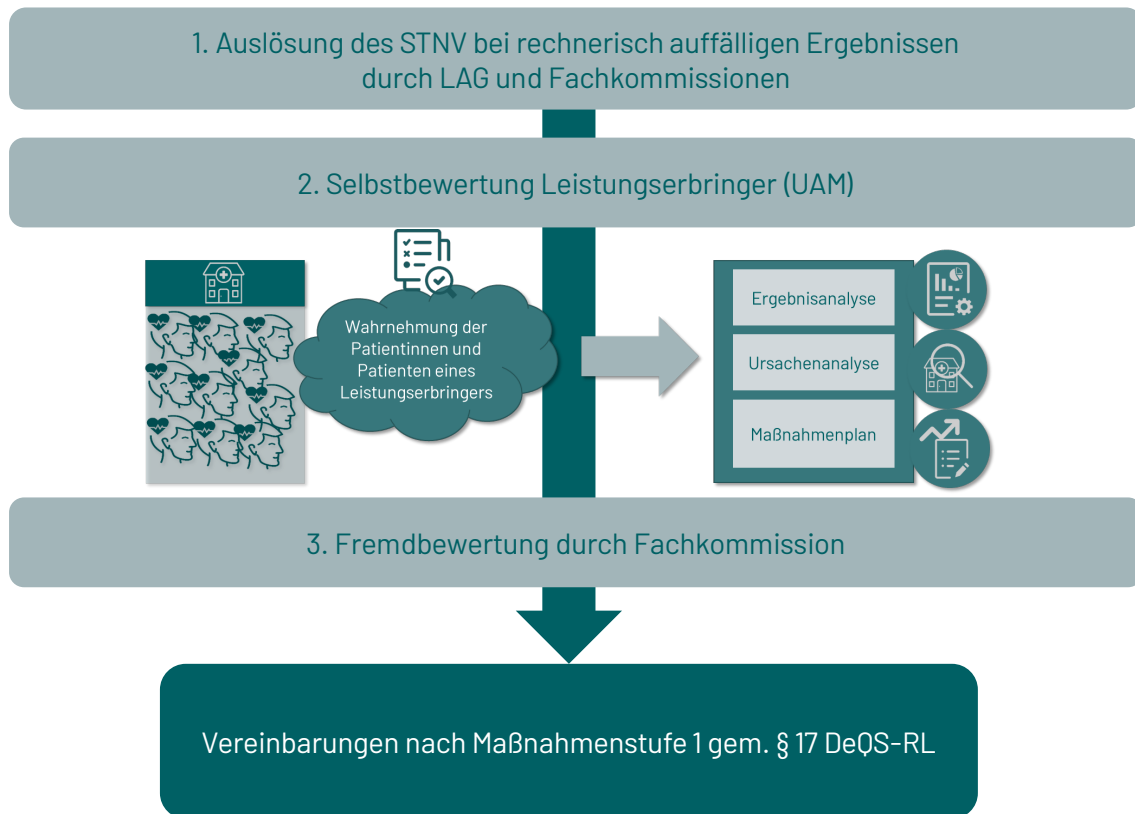 1. Auslösung des STNV bei rechnerisch auffälligen Ergebnissen
durch LAG und Fachkommissionen
2. Selbstbewertung Leistungserbringer (UAM)
Wahrnehmung der
Patientinnen und
Patienten eines
Leistungserbringers
Ergebnisanalyse
Ursachenanalyse
Maßnahmenplan
3. Fremdbewertung durch Fachkommission
Vereinbarungen nach Maßnahmenstufe 1 gem. § 17 DeQS-RL